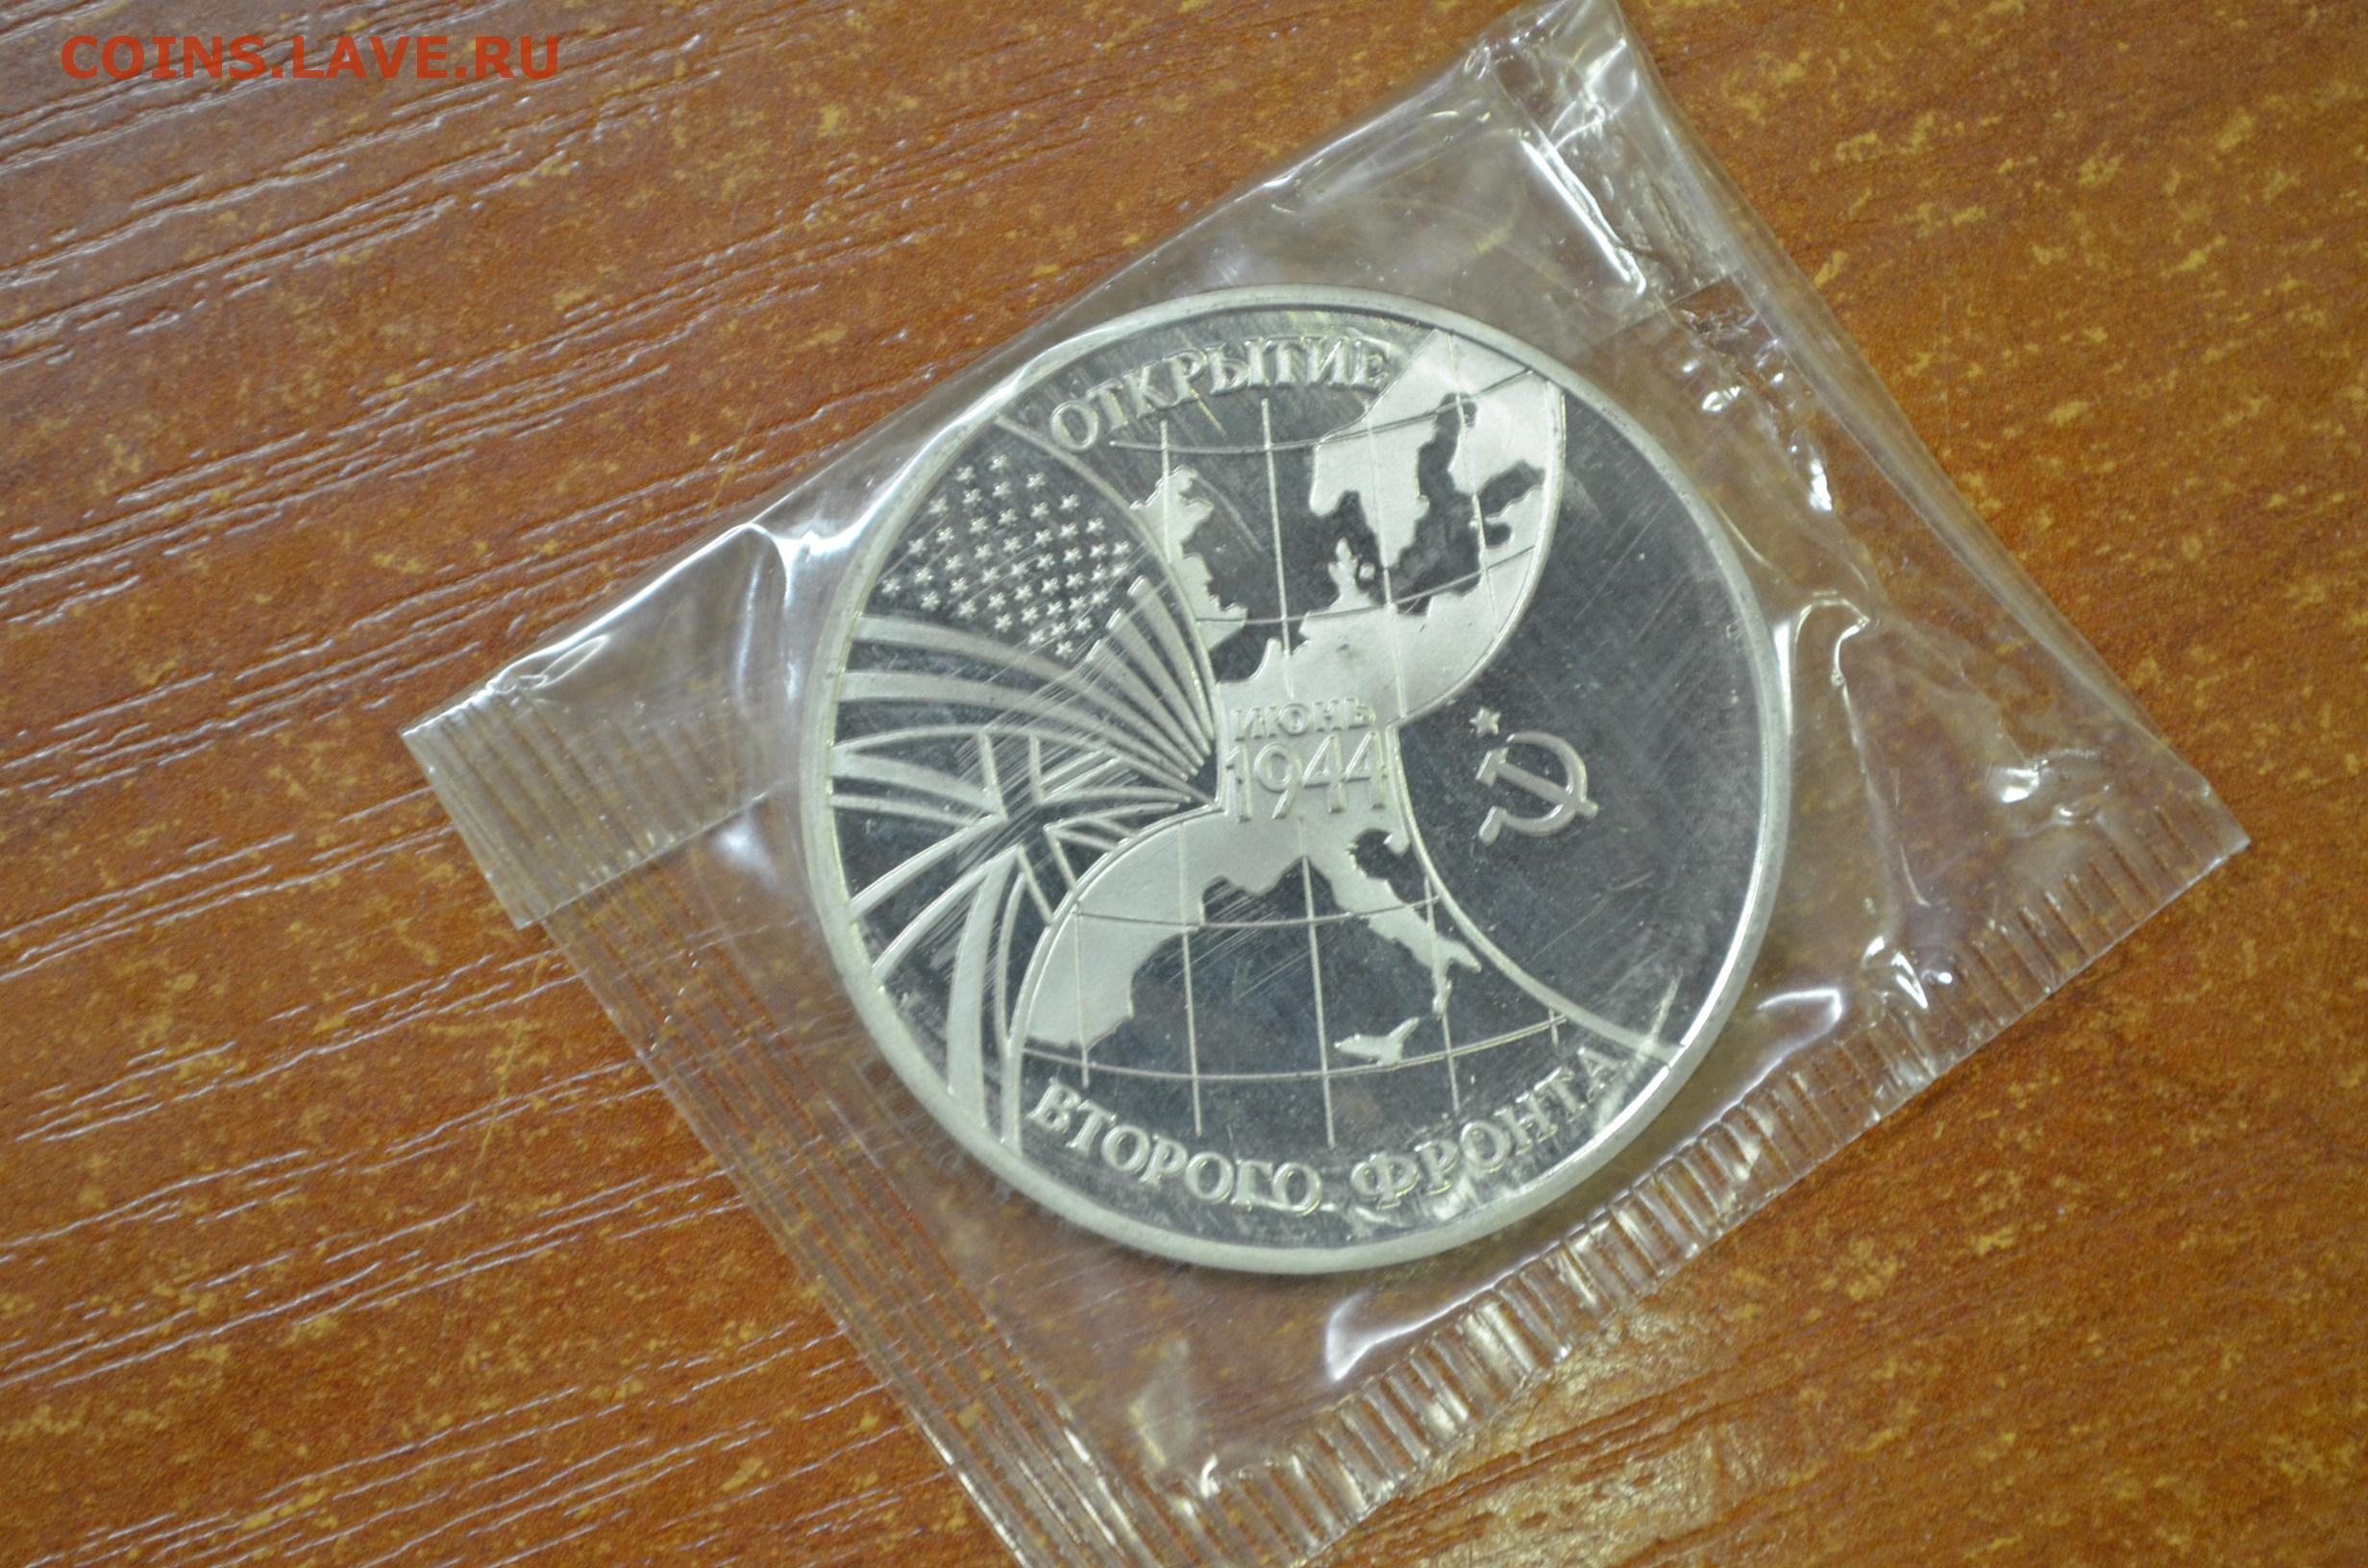 COINS.LAVE.RU
ОТКРЫТИЕ
ИЮНЬ
1944
ВТОРОГО ФРОНТА